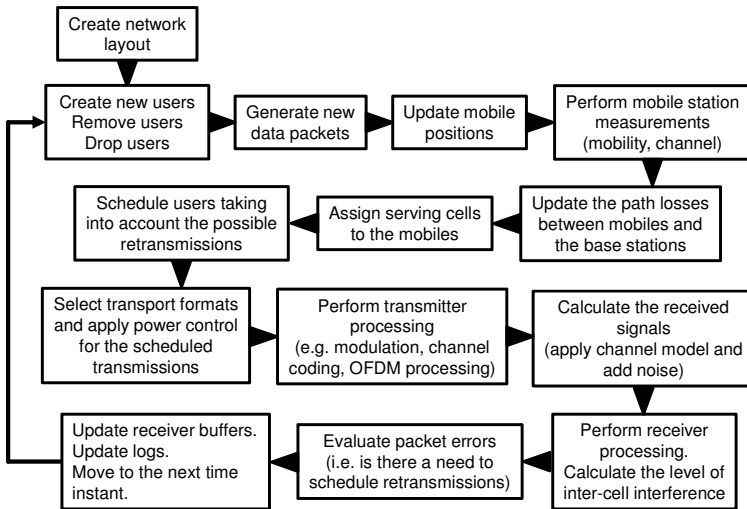 Create network
layout
Create new users
Remove users
Drop users
Generate new
data packets
Update mobile
positions
Perform mobile station
measurements
(mobility, channel)
Update the path losses
between mobiles and
the base stations
Assign serving cells
to the mobiles
Schedule users taking
into account the possible
retransmissions
Select transport formats
and apply power control
for the scheduled
transmissions
Perform transmitter
processing
(e.g. modulation, channel
coding, OFDM processing)
Calculate the received
signals
(apply channel model and
add noise)
Perform receiver
processing.
Calculate the level of
inter-cell interference
Evaluate packet errors
(i.e. is there a need to
schedule retransmissions)
Update receiver buffers.
Update logs.
Move to the next time
instant.